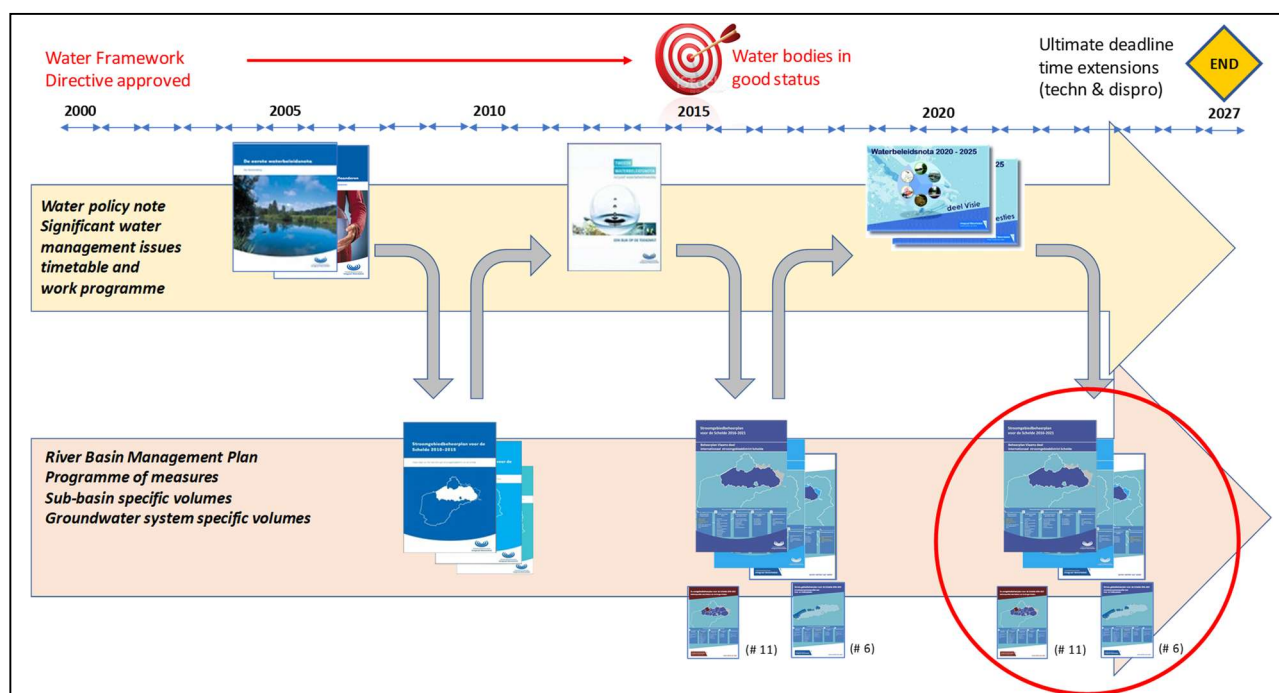 Water Framework
Directive approved
Water bodies in
good status
Ultimate deadline
time extensions
(techn & dispro)
END
2000
2005
2010
2015
2020
2027
De eerste waterbeleidsnota
Waterbeleidsnota 2020 - 2025
deel Visie
25
esties
Water policy note
Significant water
management issues
timetable and
work programme
River Basin Management Plan
Programme of measures
Sub-basin specific volumes
Groundwater system specific volumes
Stroomgebiedbeheerplan voor de
Schelde 2010-2015
Stroomgebiedbeheerplan
voor de Schelde 2016-2021
Stroomgebiedbeheerplan
voor de Schelde 2016-2021
(# 11)
(# 6)
(# 11)
(# 6)